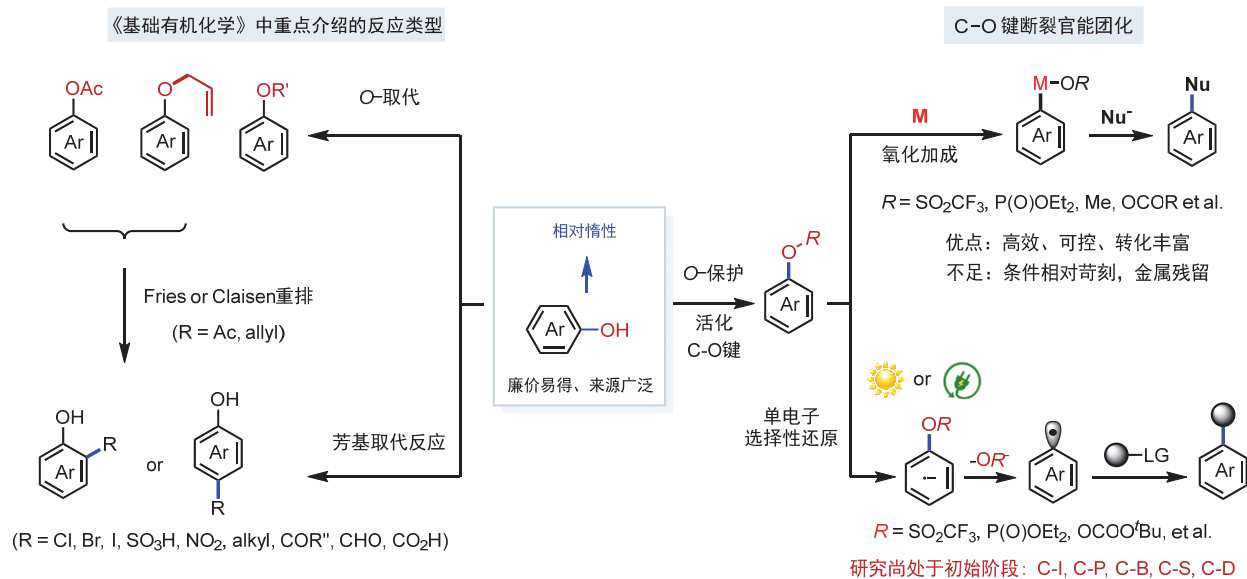 《基础有机化学》中重点介绍的反应类型
OAc
O
OR'
Ar
Ar
Ar
O-取代
Fries or Claisen重排
(R = Ac, allyl)
OH
R
Ar
or
OH
Ar
R
芳基取代反应
(R = Cl, Br, I, SO3H, NO2, alkyl, COR", CHO, CO2H)
相对惰性
Ar
OH
廉价易得、来源广泛
O-保护
活化
C-O键
O
R
Ar
C-O 键断裂官能团化
M
氧化加成
M-OR
Ar
Nu-
Nu
Ar
R = SO2CF3, P(O)OEt2, Me, OCOR et al.
优点：高效、可控、转化丰富
不足：条件相对苛刻，金属残留
or
单电子
选择性还原
OR
·-
-OR-
Ar
LG
Ar
R = SO2CF3, P(O)OEt2, OCOOtBu, et al.
研究尚处于初始阶段：C-I, C-P, C-B, C-S, C-D